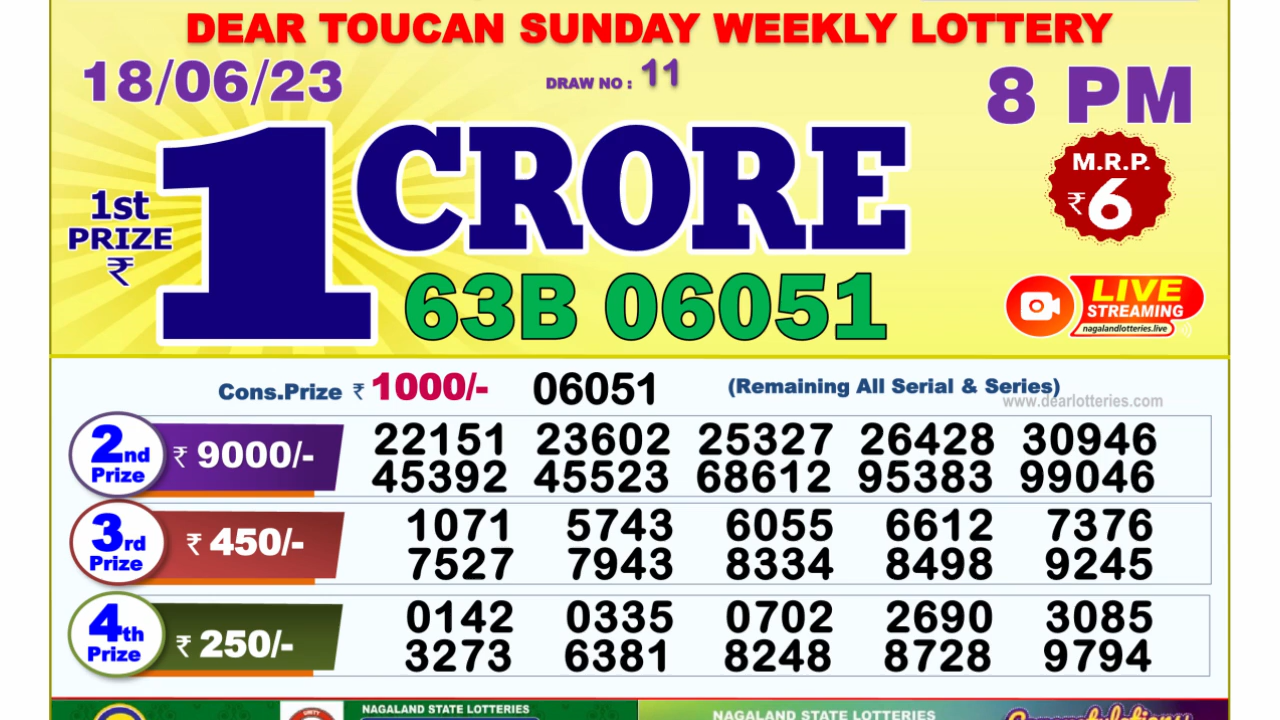 DEAR TOUCAN SUNDAY WEEKLY LOTTERY
18/06/23
DRAW NO : 11
8 PM
1st
PRIZE
₹
1 CRORE
M.R.P.
₹ 6
63B 06051
LIVE
STREAMING
nagalandlotteries.live
Cons.Prize ₹ 1000/- 06051 (Remaining All Serial & Series)
www.dearlotteries.com
2nd
Prize
₹ 9000/-
22151 23602 25327 26428 30946
45392 45523 68612 95383 99046
3rd
Prize
₹ 450/-
1071 5743 6055 6612 7376
7527 7943 8334 8498 9245
4th
Prize
₹ 250/-
0142 0335 0702 2690 3085
3273 6381 8248 8728 9794
NAGALAND STATE LOTTERIES
UNITY
NAGALAND STATE LOTTERIES
Congratulations